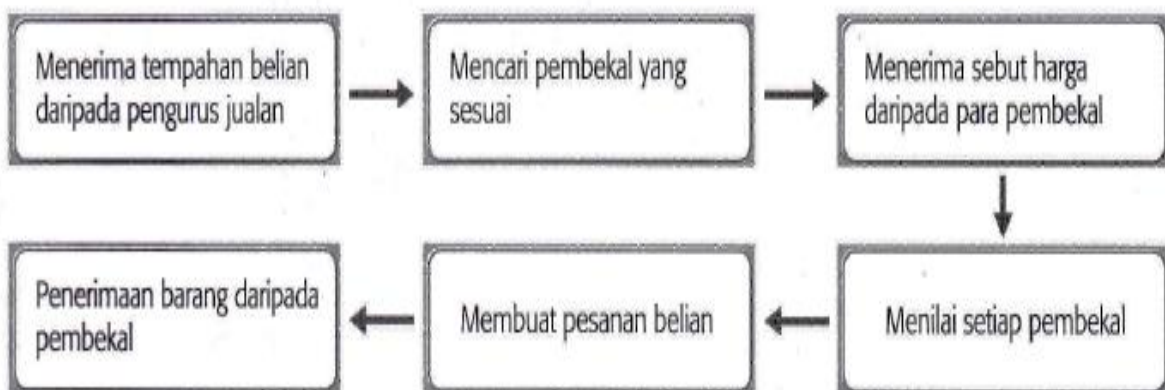 Menerima tempahan belian
daripada pengurus jualan
Mencari pembekal yang
sesuai
Menerima sebut harga
daripada para pembekal
Menilai setiap pembekal
Membuat pesanan belian
Penerimaan barang daripada
pembekal